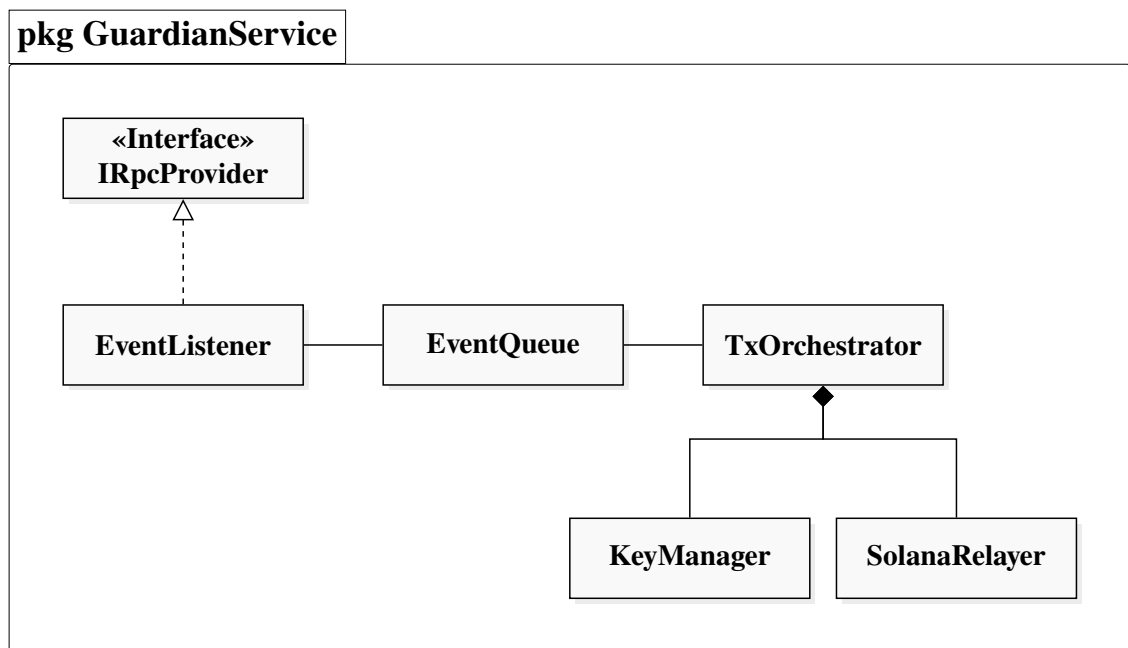 pkg GuardianService
«Interface»
IRpcProvider
EventListener
EventQueue
TxOrchestrator
KeyManager
SolanaRelayer